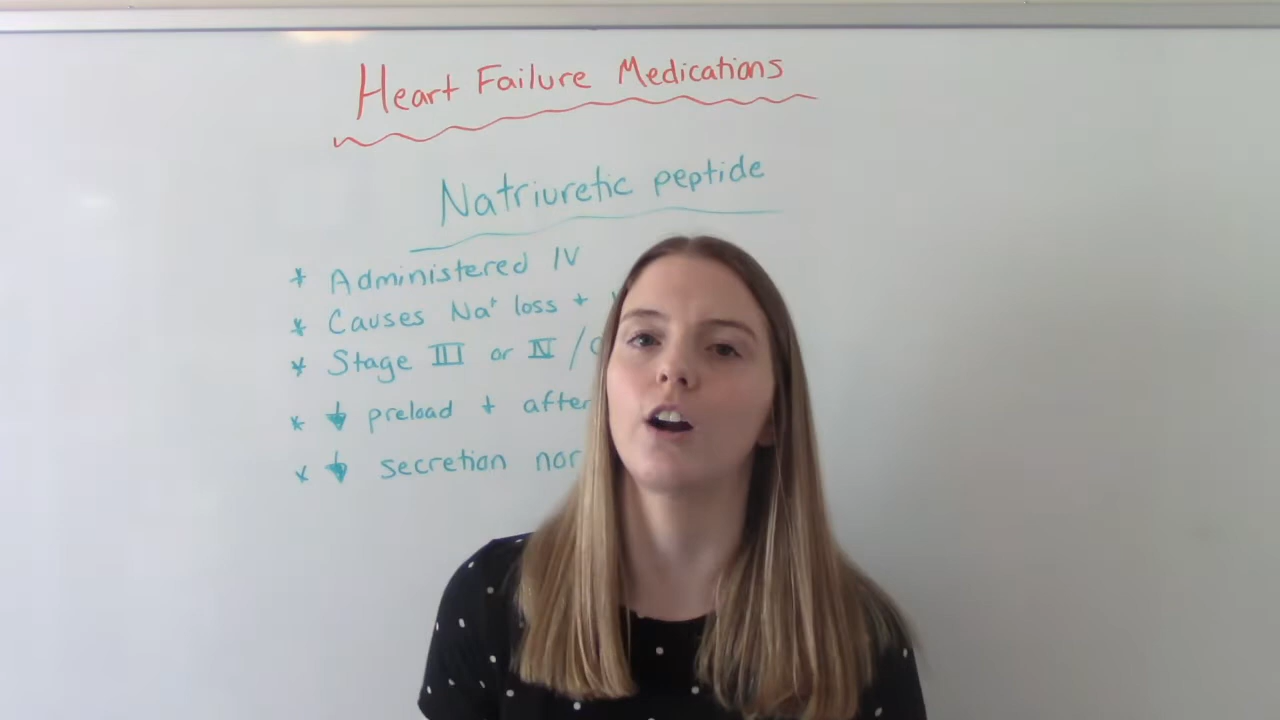 Heart Failure Medications
Natriuretic peptide
* Administered IV
* Causes Na⁺ loss +
* Stage III or IV /
* ↓ preload + after
* ↓ secretion nor